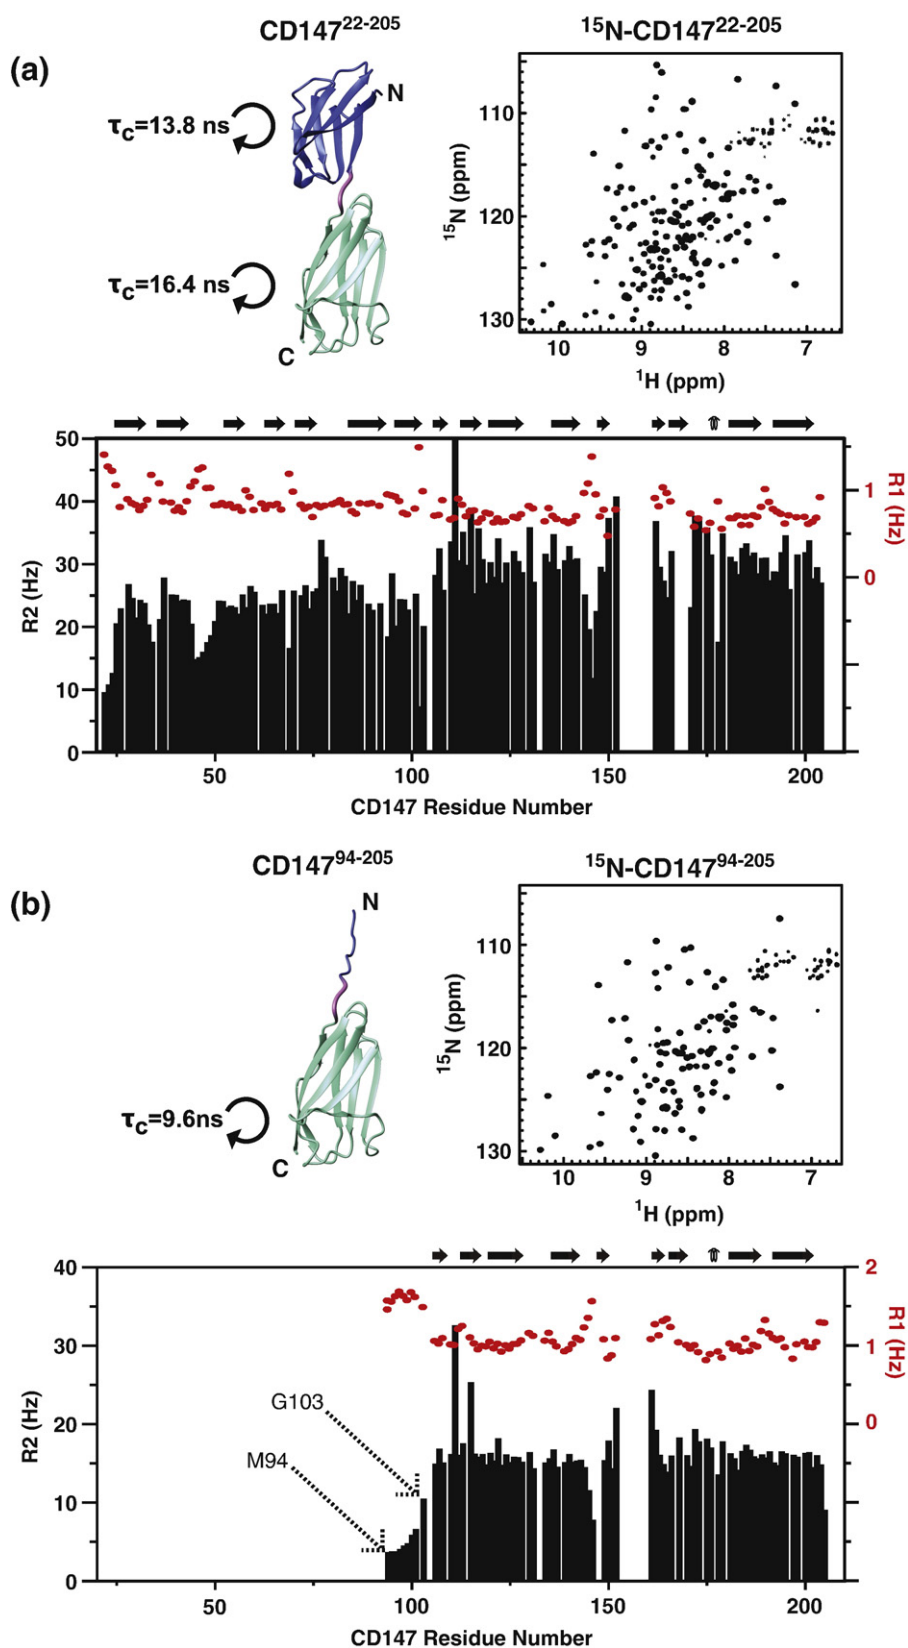 (a)
CD147²²⁻²⁰⁵
¹⁵N-CD147²²⁻²⁰⁵
N
τc=13.8 ns
τc=16.4 ns
C
110
120
130
¹⁵N (ppm)
10 9 8 7
¹H (ppm)
50
40
30
20
10
0
R2 (Hz)
1
0
R1 (Hz)
50 100 150 200
CD147 Residue Number
(b)
CD147⁹⁴⁻²⁰⁵
¹⁵N-CD147⁹⁴⁻²⁰⁵
N
τc=9.6ns
C
110
120
130
¹⁵N (ppm)
10 9 8 7
¹H (ppm)
40
30
20
10
0
R2 (Hz)
G103
M94
2
1
0
R1 (Hz)
50 100 150 200
CD147 Residue Number